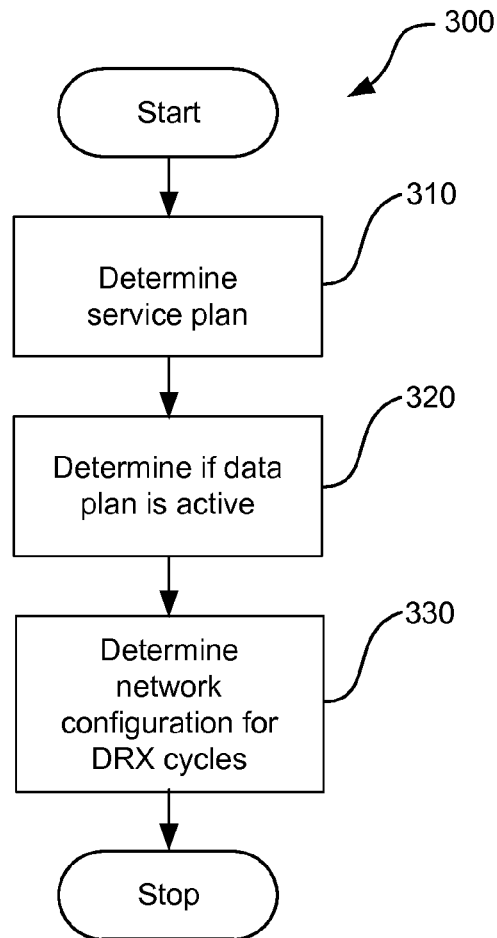 300
Start
310
Determine
service plan
320
Determine if data
plan is active
330
Determine
network
configuration for
DRX cycles
Stop